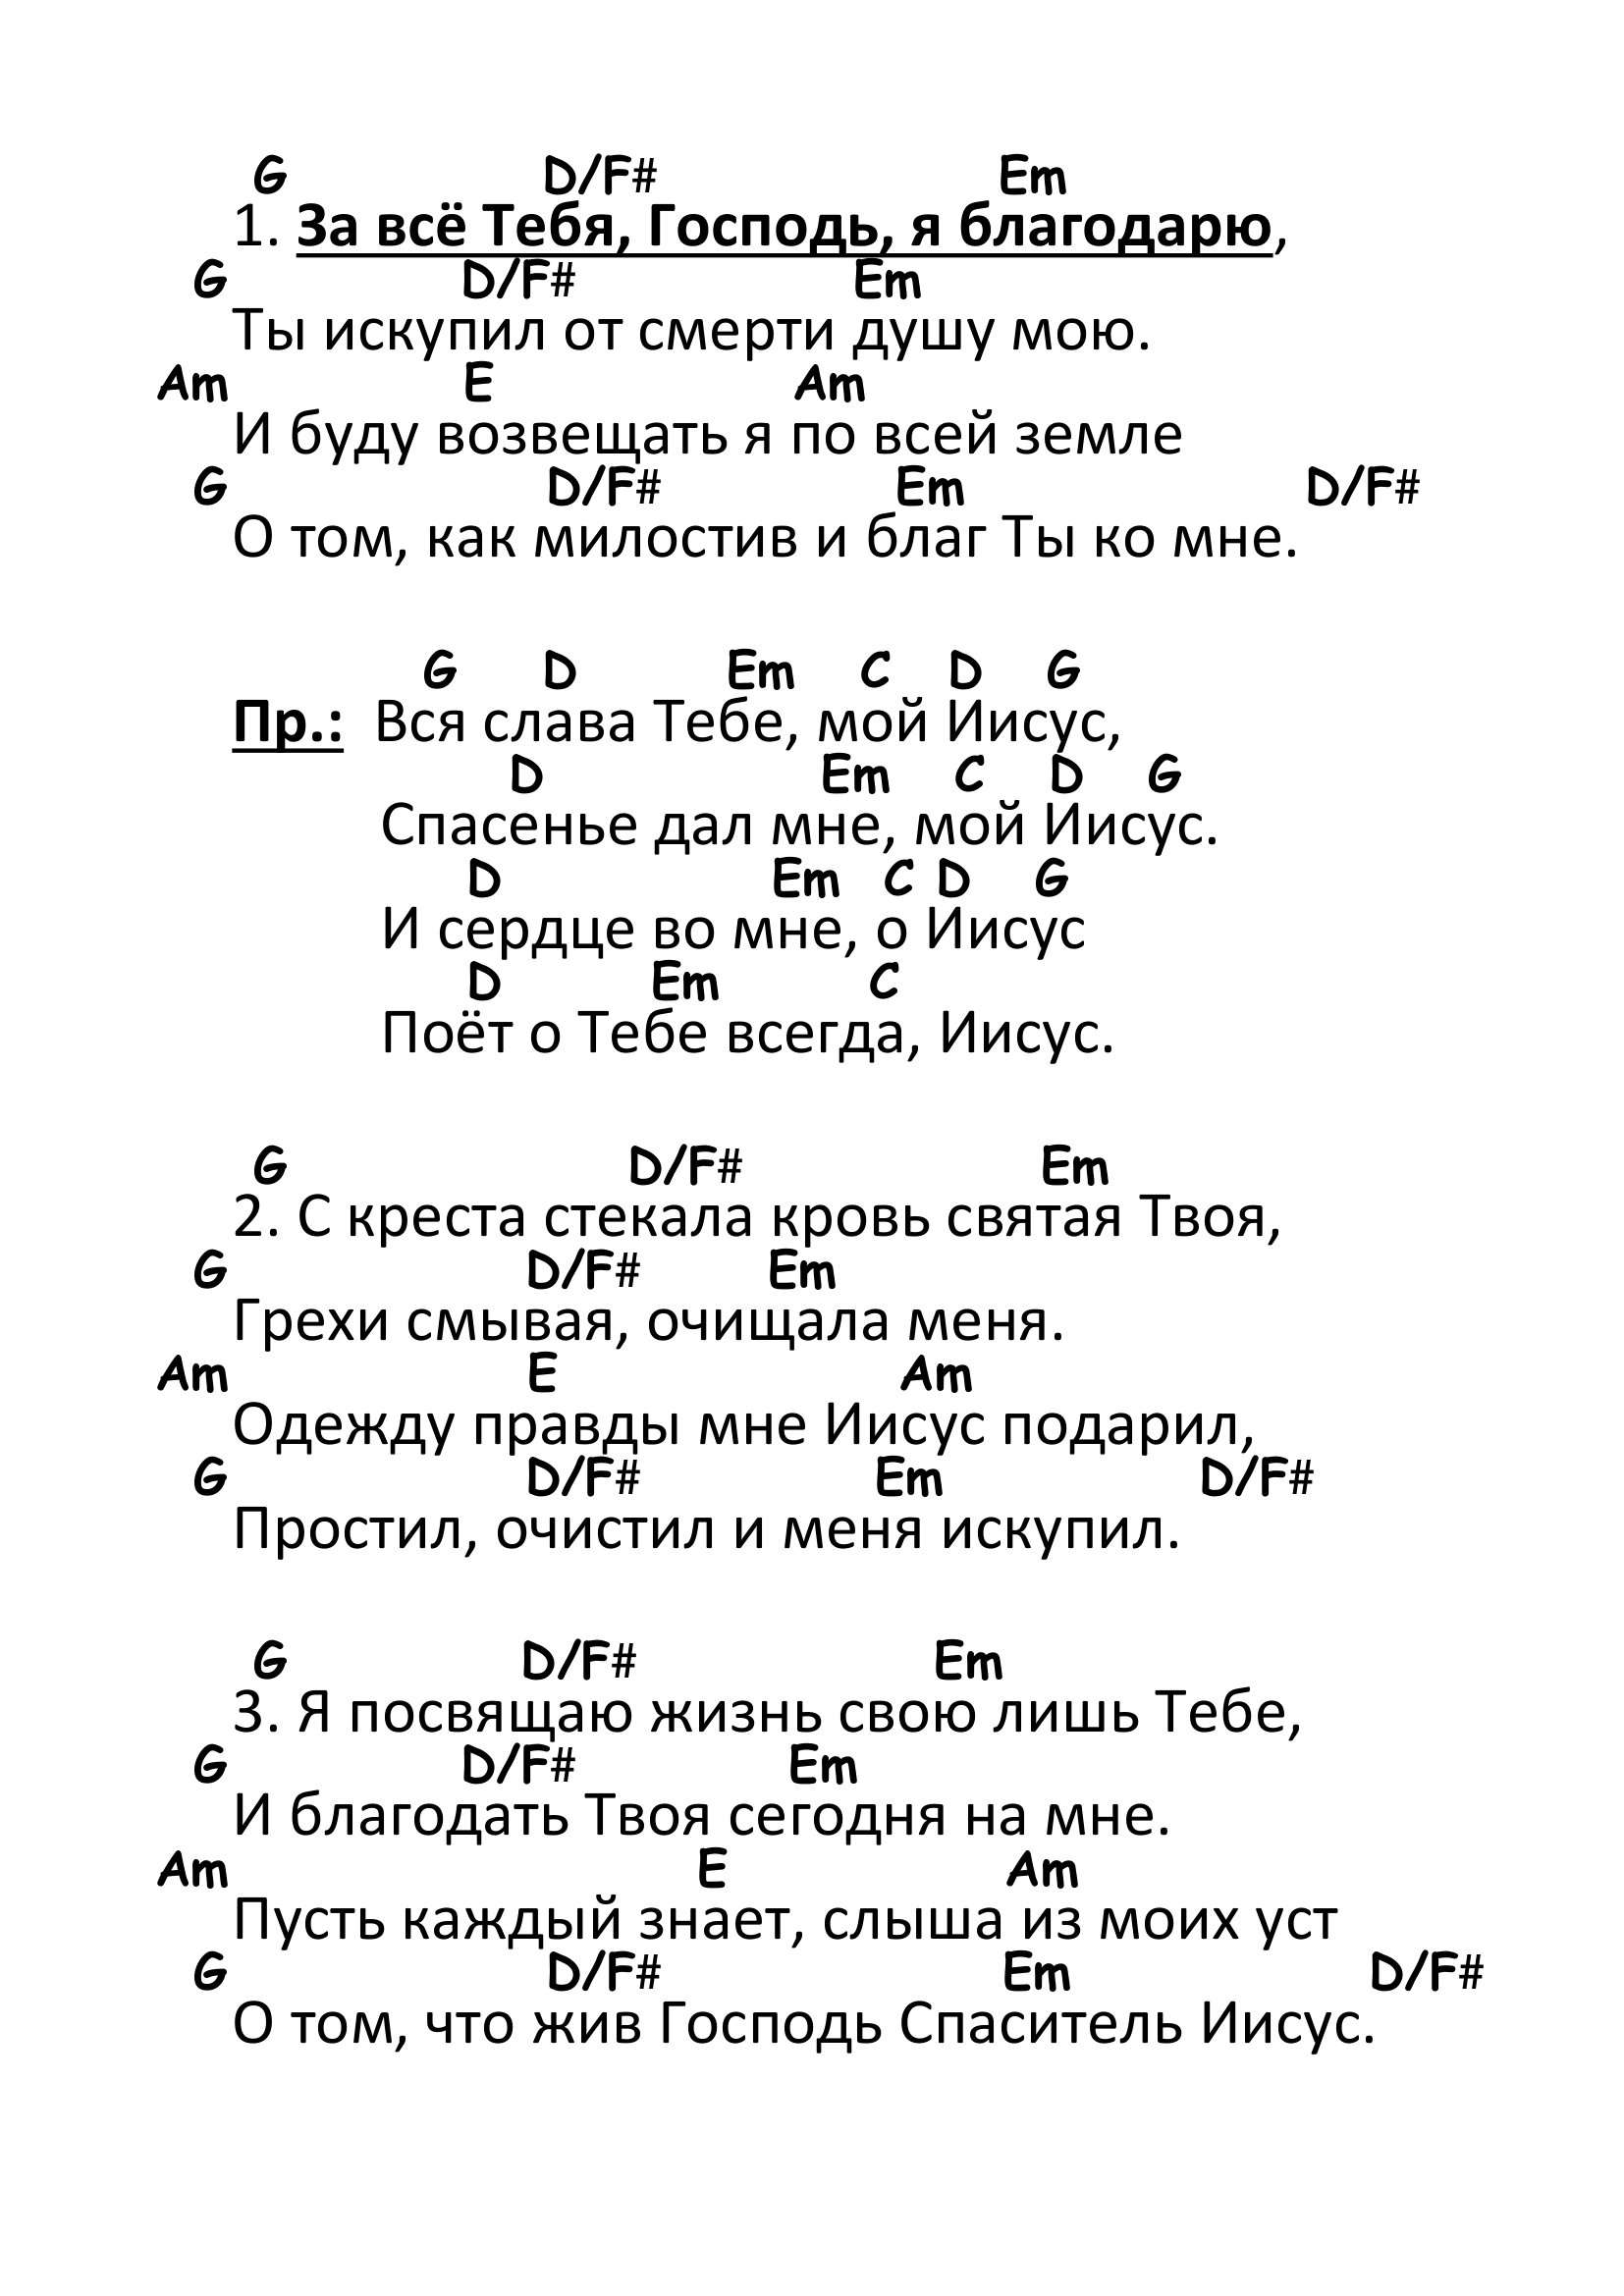 G D/F# Em
1. За всё Тебя, Господь, я благодарю,
G D/F# Em
Ты искупил от смерти душу мою.
Am E Am
И буду возвещать я по всей земле
G D/F# Em D/F#
О том, как милостив и благ Ты ко мне.
G D Em C D G
Пр.: Вся слава Тебе, мой Иисус,
D Em C D G
Спасенье дал мне, мой Иисус.
D Em C D G
И сердце во мне, о Иисус
D Em C
Поёт о Тебе всегда, Иисус.
G D/F# Em
2. С креста стекала кровь святая Твоя,
G D/F# Em
Грехи смывая, очищала меня.
Am E Am
Одежду правды мне Иисус подарил,
G D/F# Em D/F#
Простил, очистил и меня искупил.
G D/F# Em
3. Я посвящаю жизнь свою лишь Тебе,
G D/F# Em
И благодать Твоя сегодня на мне.
Am E Am
Пусть каждый знает, слыша из моих уст
G D/F# Em D/F#
О том, что жив Господь Спаситель Иисус.